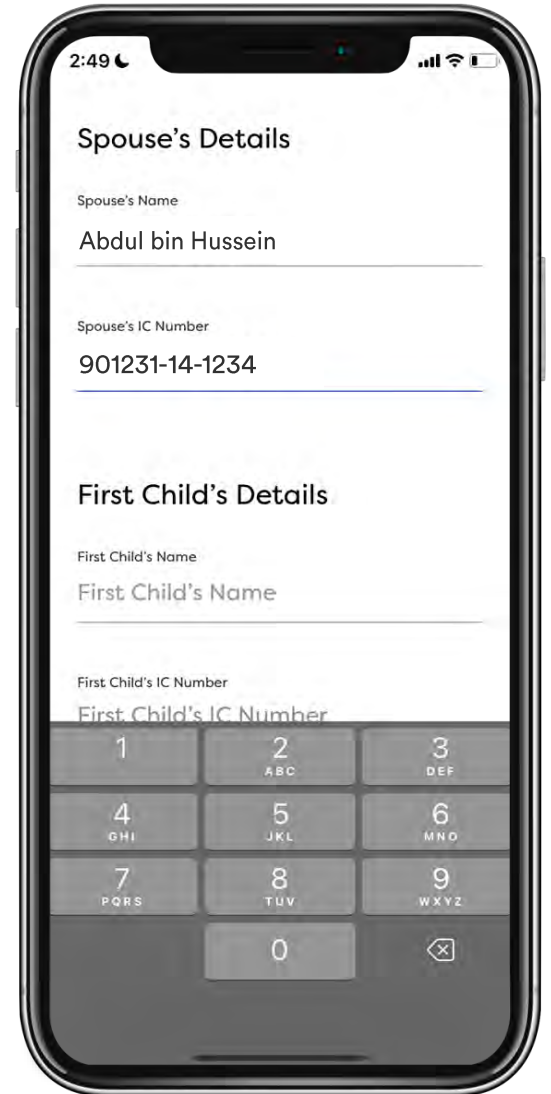 2:49
Spouse’s Details
Spouse’s Name
Abdul bin Hussein
Spouse’s IC Number
901231-14-1234
First Child’s Details
First Child’s Name
First Child’s Name
First Child’s IC Number
First Child’s IC Number
1 2 3
ABC DEF
4 5 6
GHI JKL MNO
7 8 9
PQRS TUV WXYZ
0